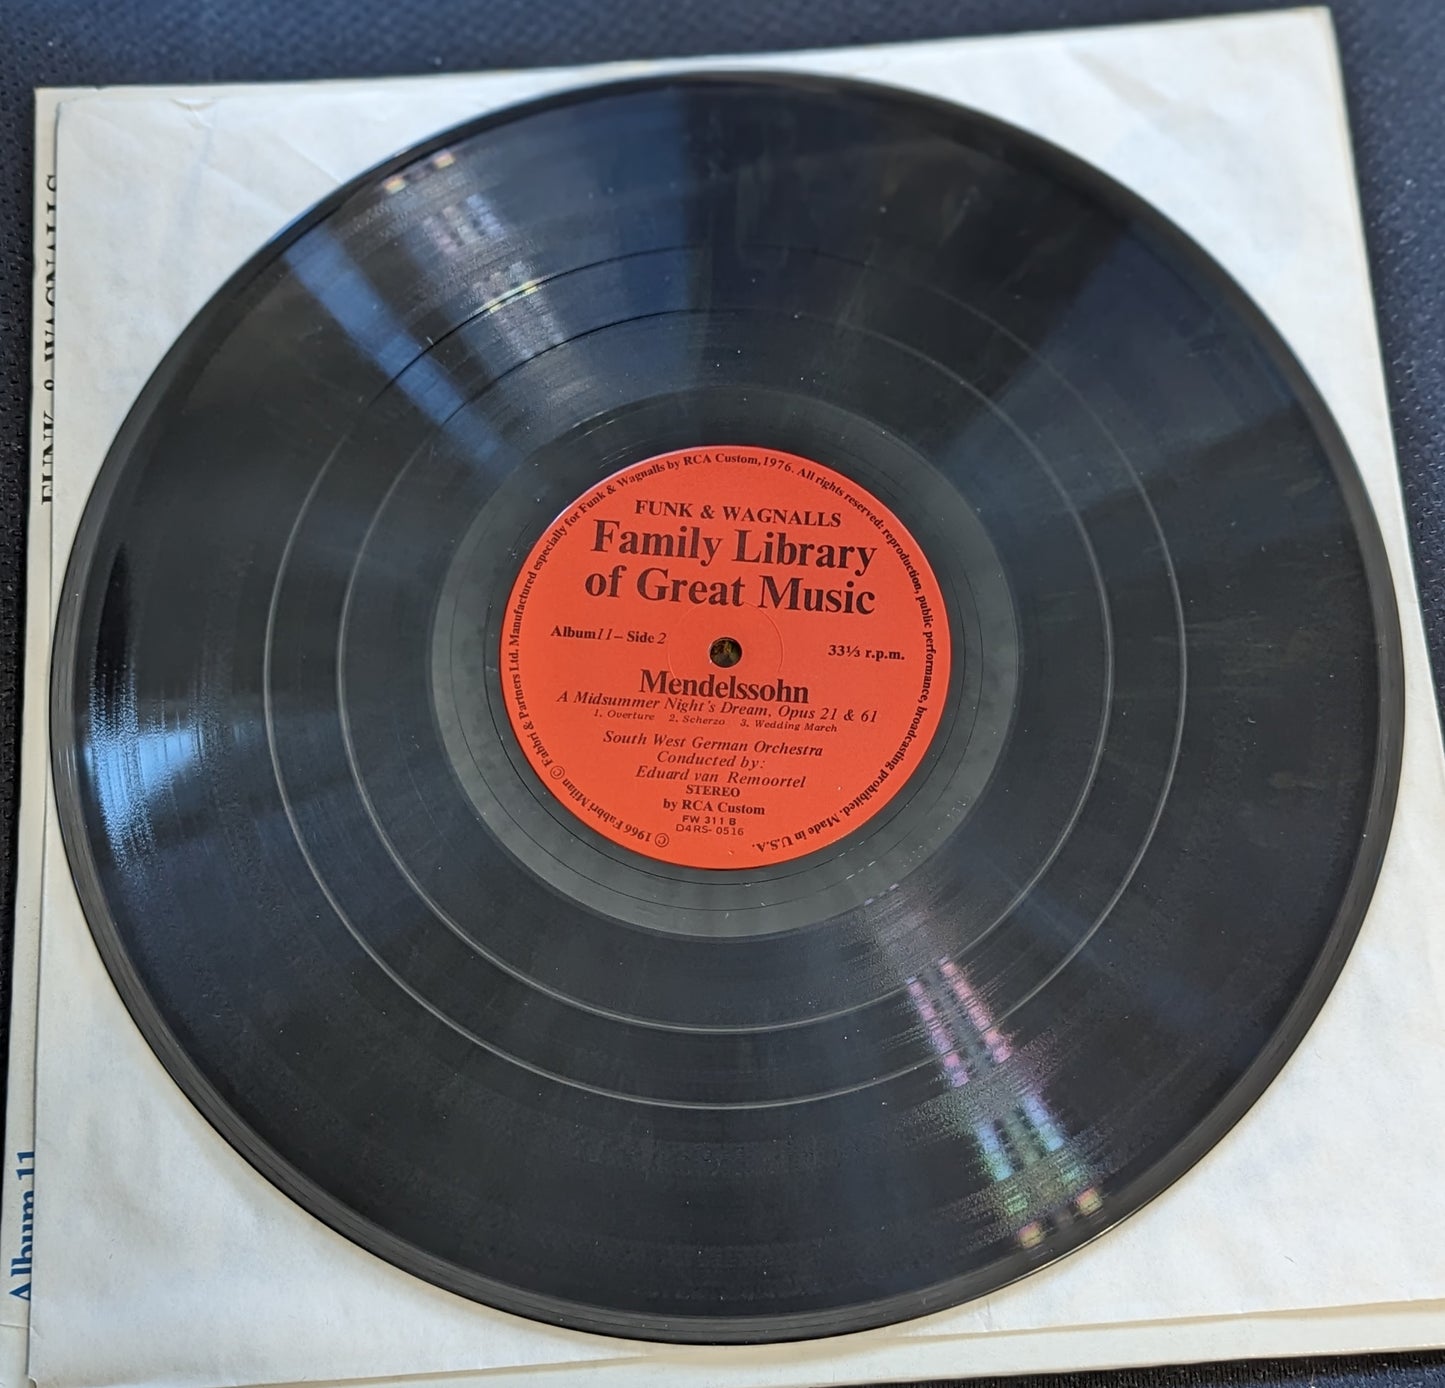 FUNK & WAGNALLS
Album 11
© 1966 Fabbri Milan © Fabbri & Partners Ltd. Manufactured especially for Funk & Wagnalls by RCA Custom, 1976. All rights reserved; reproduction, public performance, broadcasting prohibited. Made in U.S.A.
FUNK & WAGNALLS
Family Library
of Great Music
Album 11 – Side 2
33⅓ r.p.m.
Mendelssohn
A Midsummer Night's Dream, Opus 21 & 61
1. Overture 2. Scherzo 3. Wedding March
South West German Orchestra
Conducted by:
Eduard van Remoortel
STEREO
by RCA Custom
FW 311 B
D4RS-0516